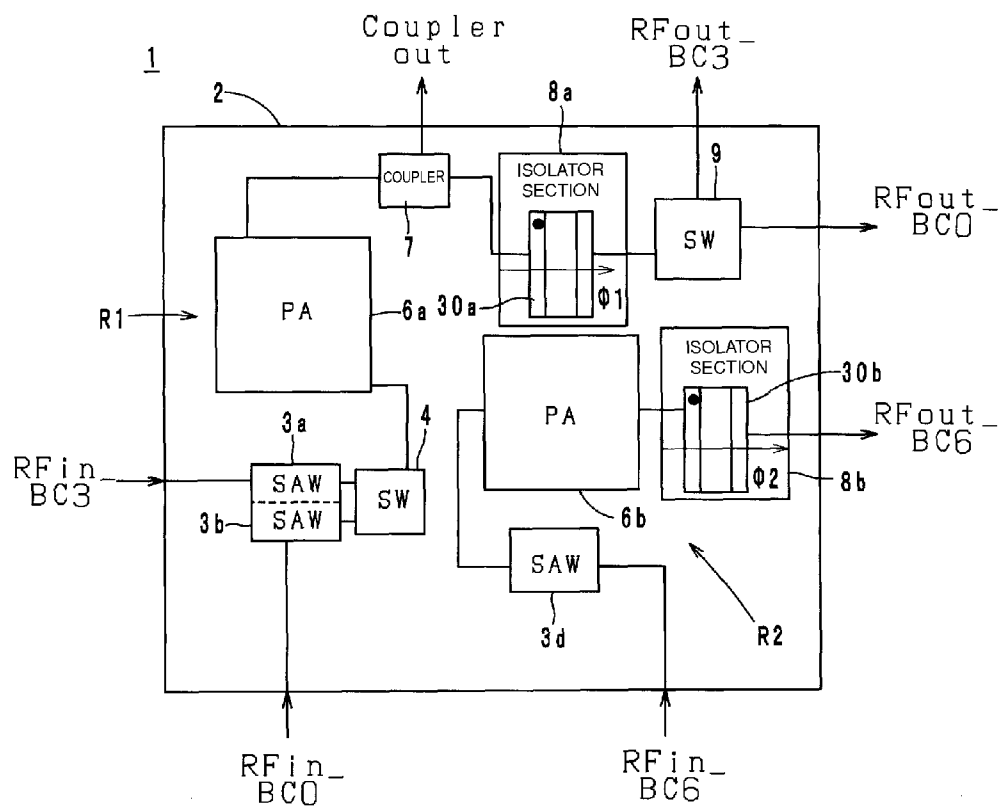 Coupler
out
RFout_
BC3
1
2
8a
9
ISOLATOR
SECTION
COUPLER
7
SW
RFout_
BC0
PA
6a
30a
Φ1
R1
ISOLATOR
SECTION
30b
PA
RFout_
BC6
3a
4
Φ2
8b
RFin_
BC3
SAW
SW
3b
SAW
6b
SAW
3d
R2
RFin_
BC0
RFin_
BC6